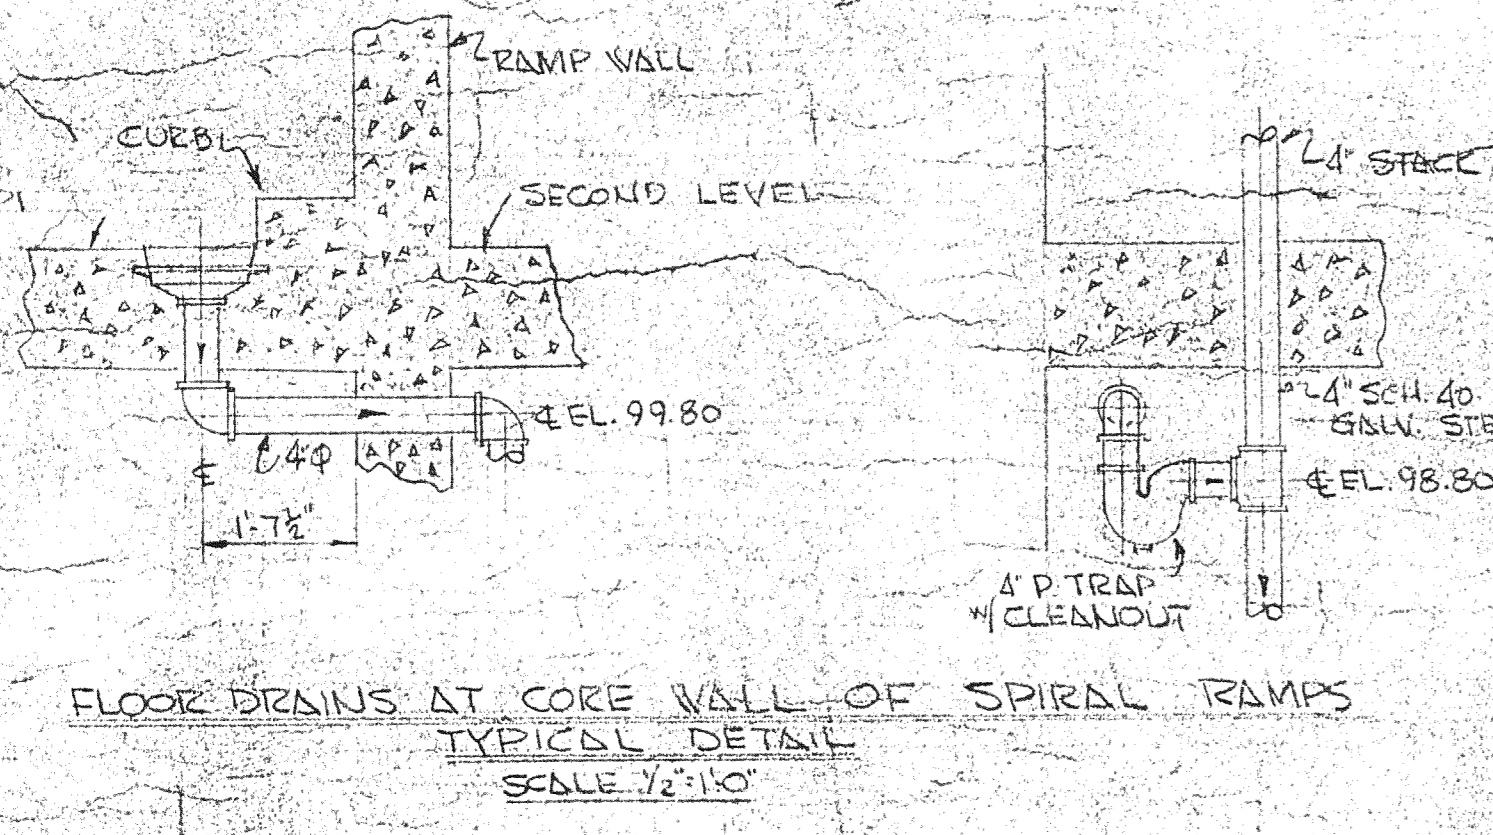 RAMP WALL
CURB
4" STACK
SECOND LEVEL
4" SCH. 40
GALV. STE
℄ EL. 99.80
4"Φ
℄
℄ EL. 98.80
1'-7½"
4" P. TRAP
W/ CLEANOUT
FLOOR DRAINS AT CORE WALL OF SPIRAL RAMPS
TYPICAL DETAIL
SCALE ½"=1'-0"